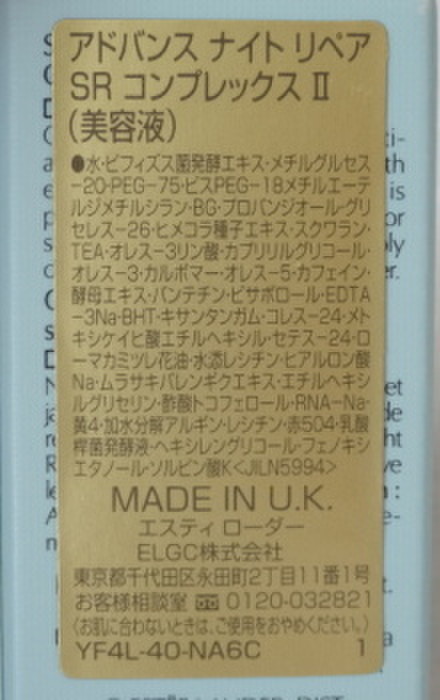 アドバンス ナイト リペア
SR コンプレックス Ⅱ
(美容液)
●水・ビフィズス菌発酵エキス・メチルグルセス
-20・PEG-75・ビスPEG-18メチルエーテ
ルジメチルシラン・BG・プロパンジオール・グリ
セレス-26・ヒメコラ種子エキス・スクワラン・
TEA・オレス-3リン酸・カプリリルグリコール・
オレス-3・カルボマー・オレス-5・カフェイン・
酵母エキス・パンテチン・ビサボロール・EDTA
-3Na・BHT・キサンタンガム・コレス-24・メト
キシケイヒ酸エチルヘキシル・セテス-24・ロ
ーマカミツレ花油・水添レシチン・ヒアルロン酸
Na・ムラサキバレンギクエキス・エチルヘキシ
ルグリセリン・酢酸トコフェロール・RNA-Na・
黄4・加水分解アルギン・レシチン・赤504・乳酸
桿菌発酵液・ヘキシレングリコール・フェノキシ
エタノール・ソルビン酸K<JILN5994>
MADE IN U.K.
エスティ ローダー
ELGC株式会社
東京都千代田区永田町2丁目11番1号
お客様相談室 0120-032821
(お肌に合わないときは、ご使用をおやめください。)
YF4L-40-NA6C 1